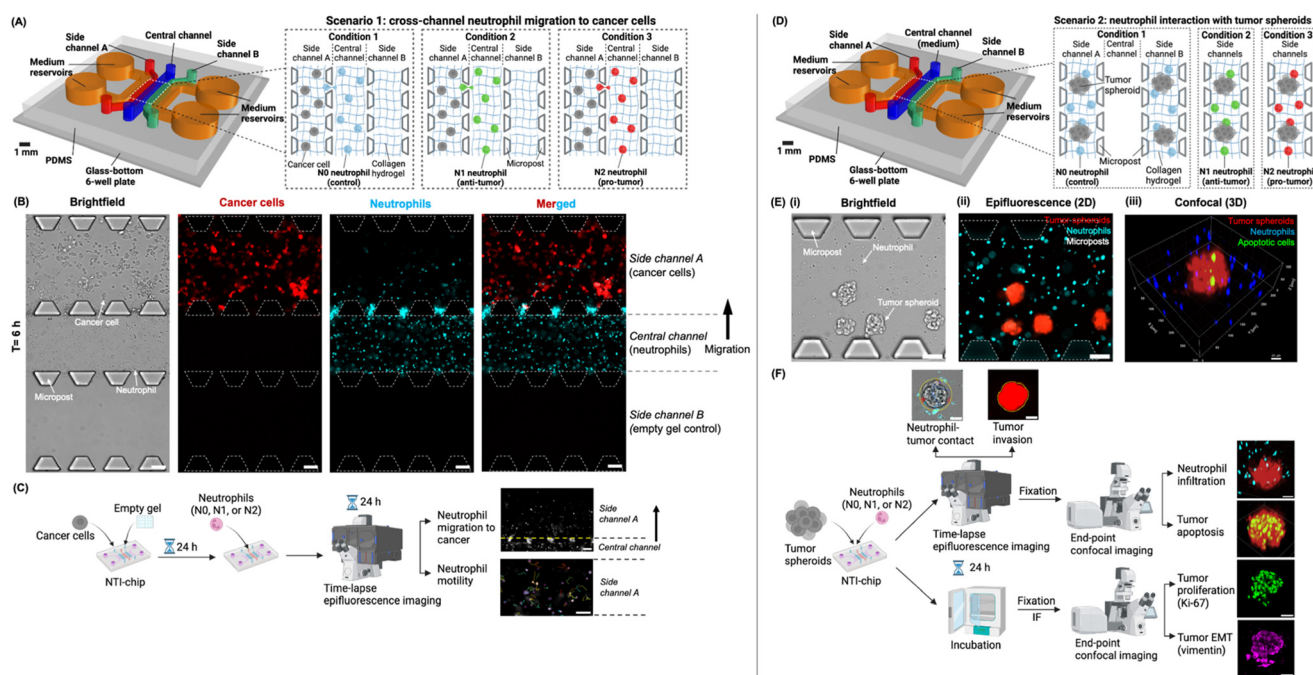 (A)
Scenario 1: cross-channel neutrophil migration to cancer cells
Side
channel A
Central channel
Side
channel B
Medium
reservoirs
Medium
reservoirs
1 mm
PDMS
Glass-bottom
6-well plate
Condition 1
Side
channel A
Central
channel
Side
channel B
Condition 2
Side
channel A
Central
channel
Side
channel B
Condition 3
Side
channel A
Central
channel
Side
channel B
Cancer cell
N0 neutrophil
(control)
Collagen
hydrogel
N1 neutrophil
(anti-tumor)
Micropost
N2 neutrophil
(pro-tumor)
(B)
Brightfield
Cancer cells
Neutrophils
Merged
T= 6 h
Cancer cell
Micropost
Neutrophil
Side channel A
(cancer cells)
Central channel
(neutrophils)
Migration
Side channel B
(empty gel control)
(C)
Cancer cells
Empty gel
NTI-chip
24 h
Neutrophils
(N0, N1, or N2)
24 h
Time-lapse
epifluorescence imaging
Neutrophil
migration to
cancer
Neutrophil
motility
Side
channel A
Central channel
Side
channel A
(D)
Scenario 2: neutrophil interaction with tumor spheroids
Side
channel A
Central channel
(medium)
Side
channel B
Medium
reservoirs
Medium
reservoirs
1 mm
PDMS
Glass-bottom
6-well plate
Condition 1
Side
channel A
Central
channel
Side
channel B
Condition 2
Side
channels
Condition 3
Side
channels
Tumor
spheroid
Micropost
N0 neutrophil
(control)
Collagen
hydrogel
N1 neutrophil
(anti-tumor)
N2 neutrophil
(pro-tumor)
(E)
(i)
Brightfield
Micropost
Neutrophil
Tumor spheroid
(ii)
Epifluorescence (2D)
Tumor spheroids
Neutrophils
Microposts
(iii)
Confocal (3D)
Tumor spheroids
Neutrophils
Apoptotic cells
(F)
Neutrophil-
tumor contact
Tumor
invasion
Tumor
spheroids
Neutrophils
(N0, N1, or N2)
NTI-chip
Time-lapse
epifluorescence imaging
24 h
Fixation
End-point
confocal imaging
Neutrophil
infiltration
Tumor
apoptosis
Incubation
Fixation
IF
End-point
confocal imaging
Tumor
proliferation
(Ki-67)
Tumor EMT
(vimentin)